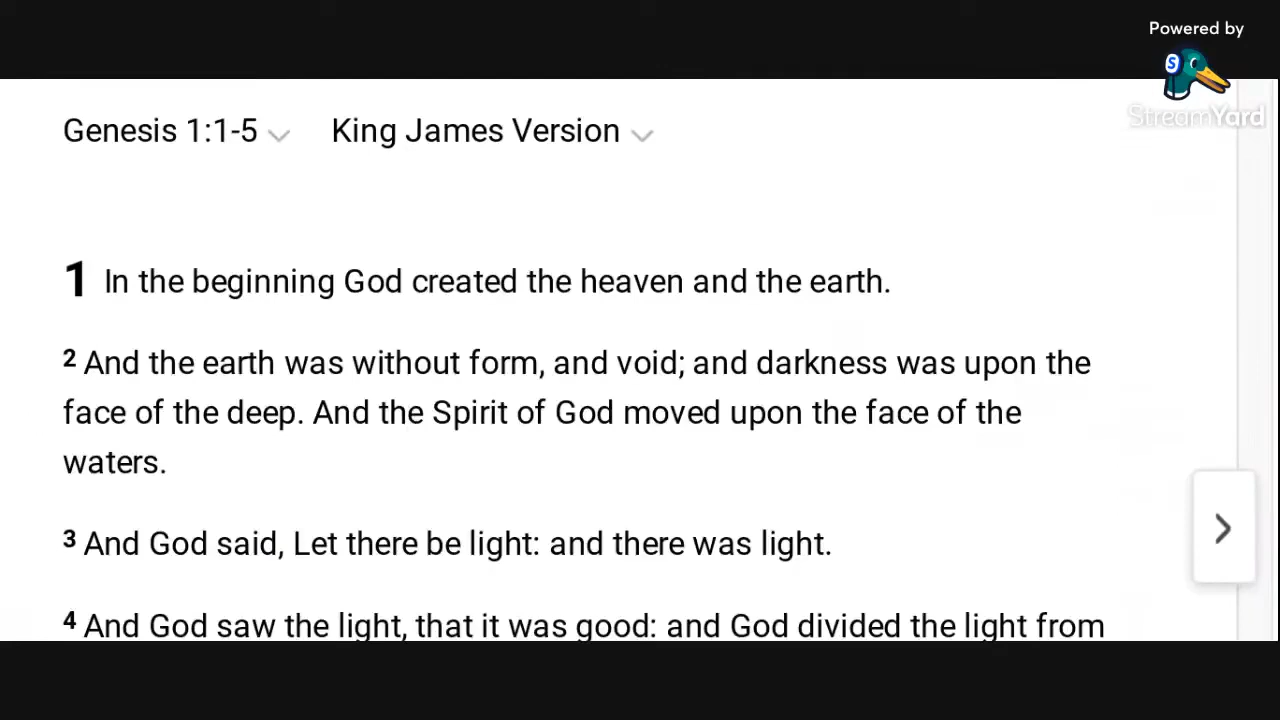 Powered by
S
StreamYard
Genesis 1:1-5 King James Version
1 In the beginning God created the heaven and the earth.
2 And the earth was without form, and void; and darkness was upon the
face of the deep. And the Spirit of God moved upon the face of the
waters.
3 And God said, Let there be light: and there was light.
4 And God saw the light, that it was good: and God divided the light from